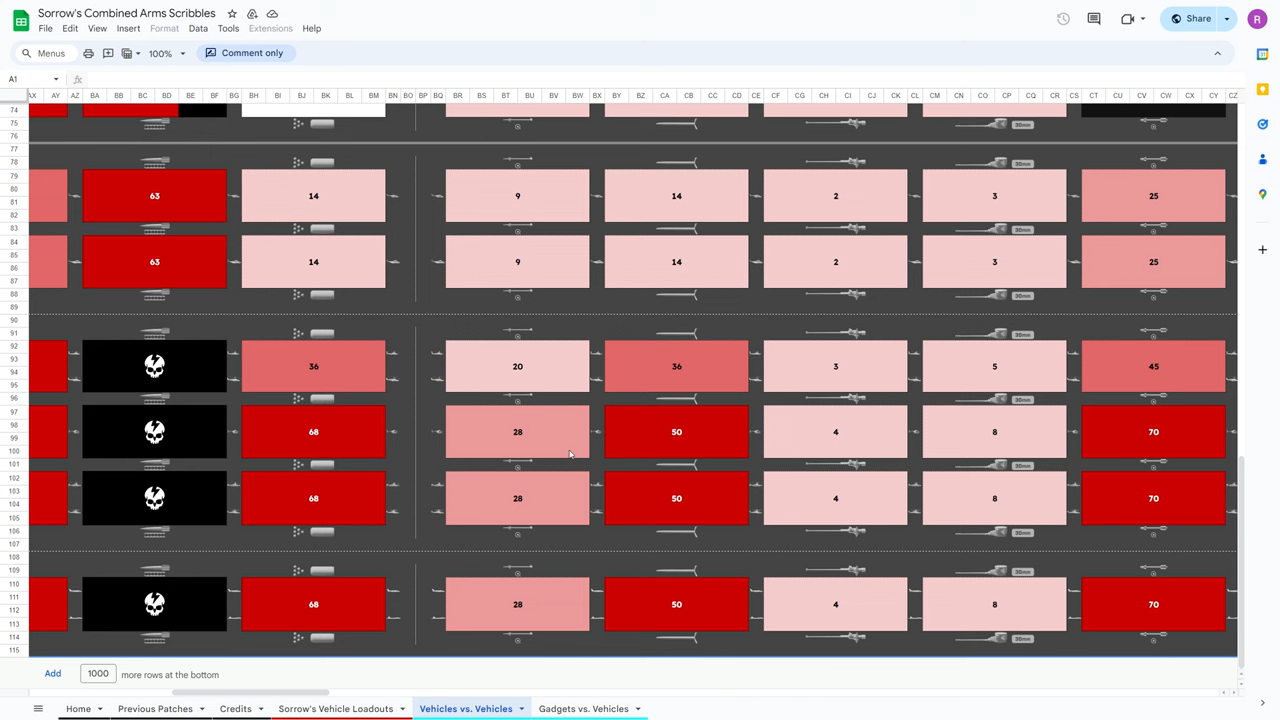 Sorrow's Combined Arms Scribbles
File Edit View Insert Format Data Tools Extensions Help
Share
R
Menus 100% Comment only
A1 fx
AX AY AZ BA BB BC BD BE BF BG BH BI BJ BK BL BM BN BO BP BQ BR BS BT BU BV BW BX BY BZ CA CB CC CD CE CF CG CH CI CJ CK CL CM CN CO CP CQ CR CS CT CU CV CW CX CY CZ
74
75
76
77
78 30mm
79
80 63 14 9 14 2 3 25
81
82
83 30mm
84
85 63 14 9 14 2 3 25
86
87
88 30mm
89
90
91 30mm
92
93 36 20 36 3 5 45
94
95
96 30mm
97
98 68 28 50 4 8 70
99
100
101 30mm
102
103 68 28 50 4 8 70
104
105
106 30mm
107
108
109 30mm
110
111 68 28 50 4 8 70
112
113
114 30mm
115
Add 1000 more rows at the bottom
Home Previous Patches Credits Sorrow's Vehicle Loadouts Vehicles vs. Vehicles Gadgets vs. Vehicles